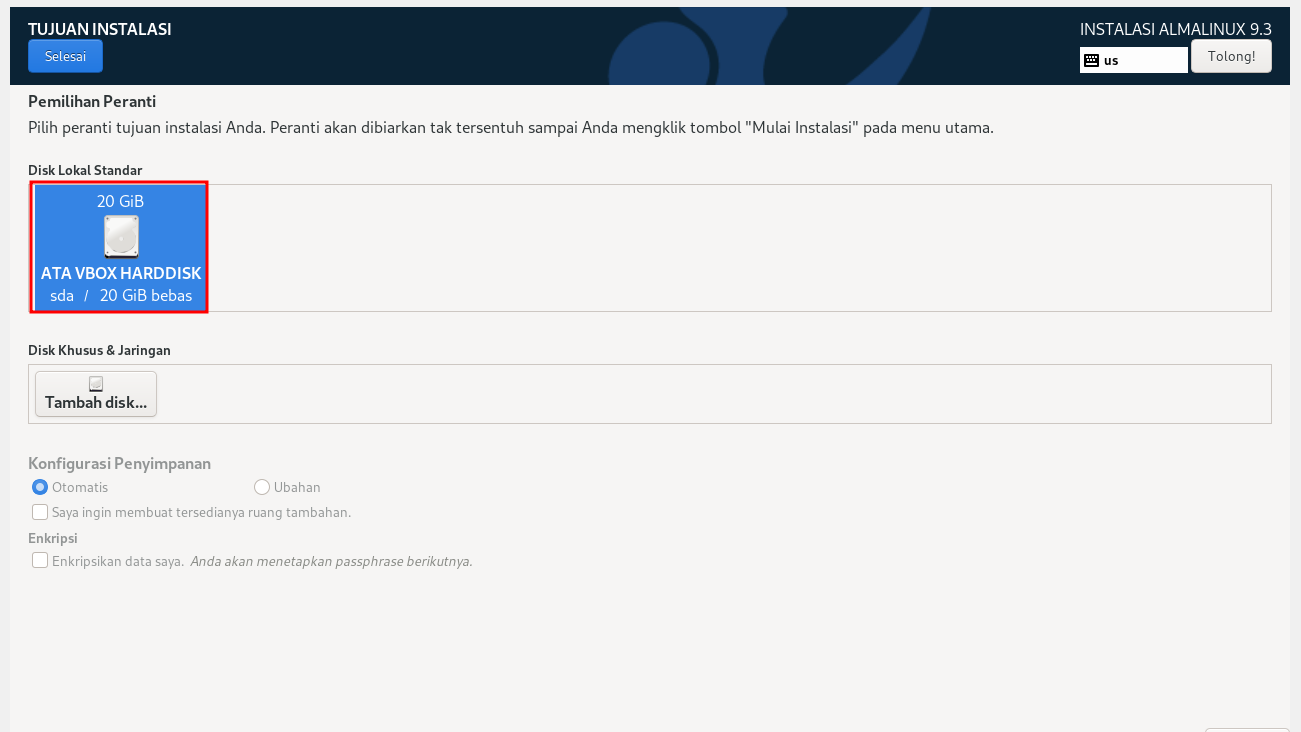 TUJUAN INSTALASI
INSTALASI ALMALINUX 9.3
Selesai
us
Tolong!
Pemilihan Peranti
Pilih peranti tujuan instalasi Anda. Peranti akan dibiarkan tak tersentuh sampai Anda mengklik tombol "Mulai Instalasi" pada menu utama.
Disk Lokal Standar
20 GiB
ATA VBOX HARDDISK
sda / 20 GiB bebas
Disk Khusus & Jaringan
Tambah disk...
Konfigurasi Penyimpanan
Otomatis
Ubahan
Saya ingin membuat tersedianya ruang tambahan.
Enkripsi
Enkripsikan data saya. Anda akan menetapkan passphrase berikutnya.